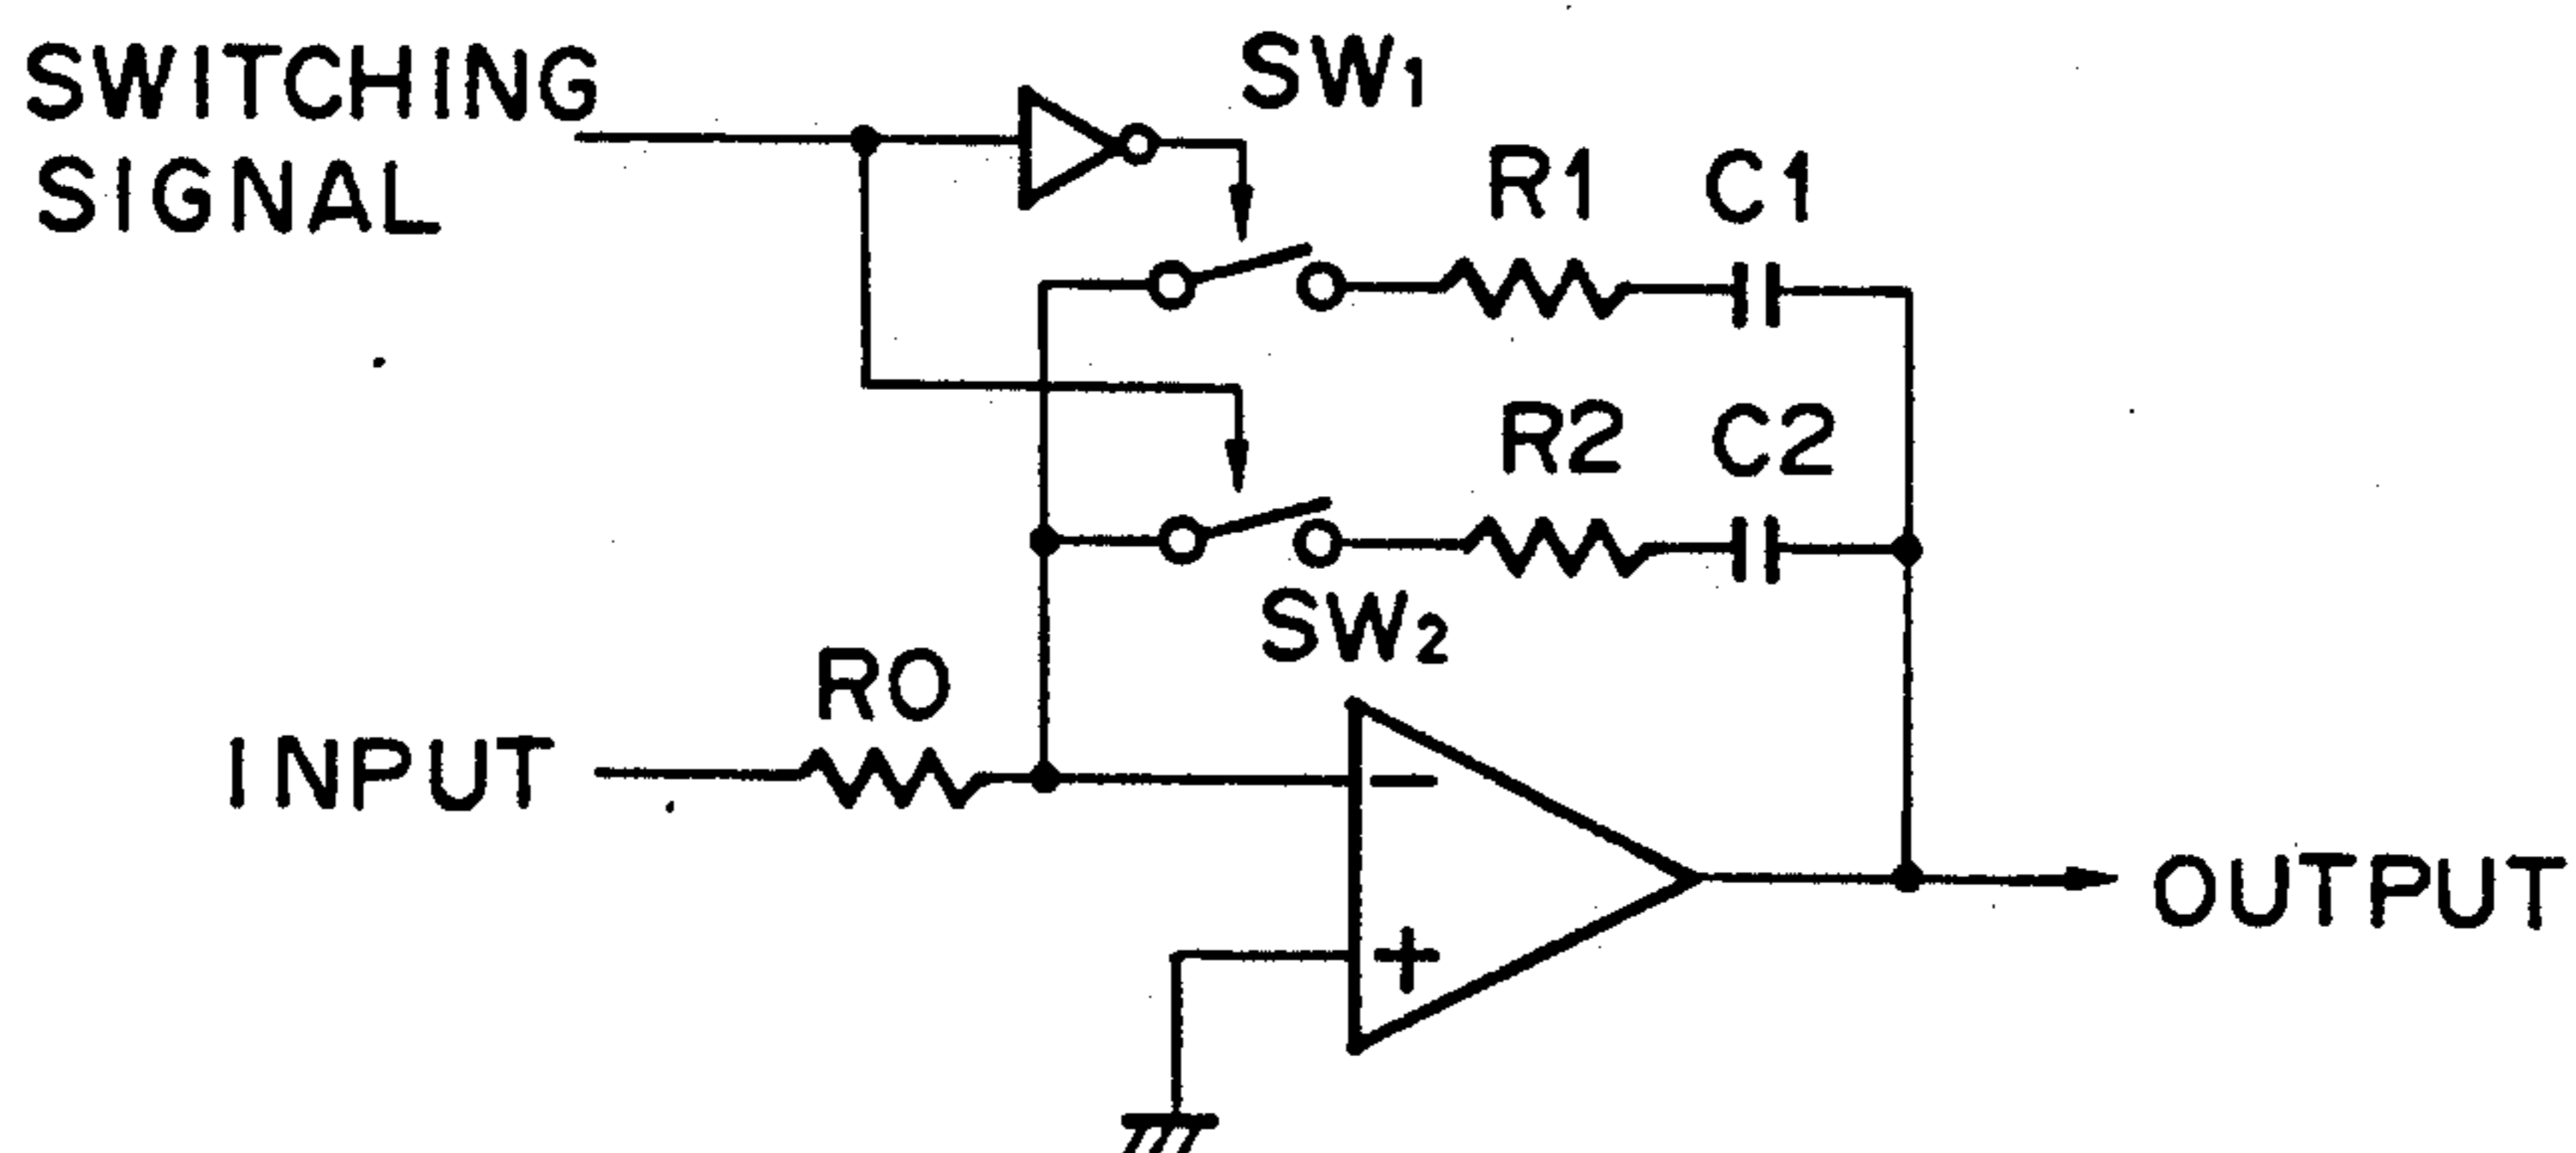 SWITCHING
SIGNAL
SW1
R1
C1
R2
C2
SW2
R0
INPUT
−
+
OUTPUT